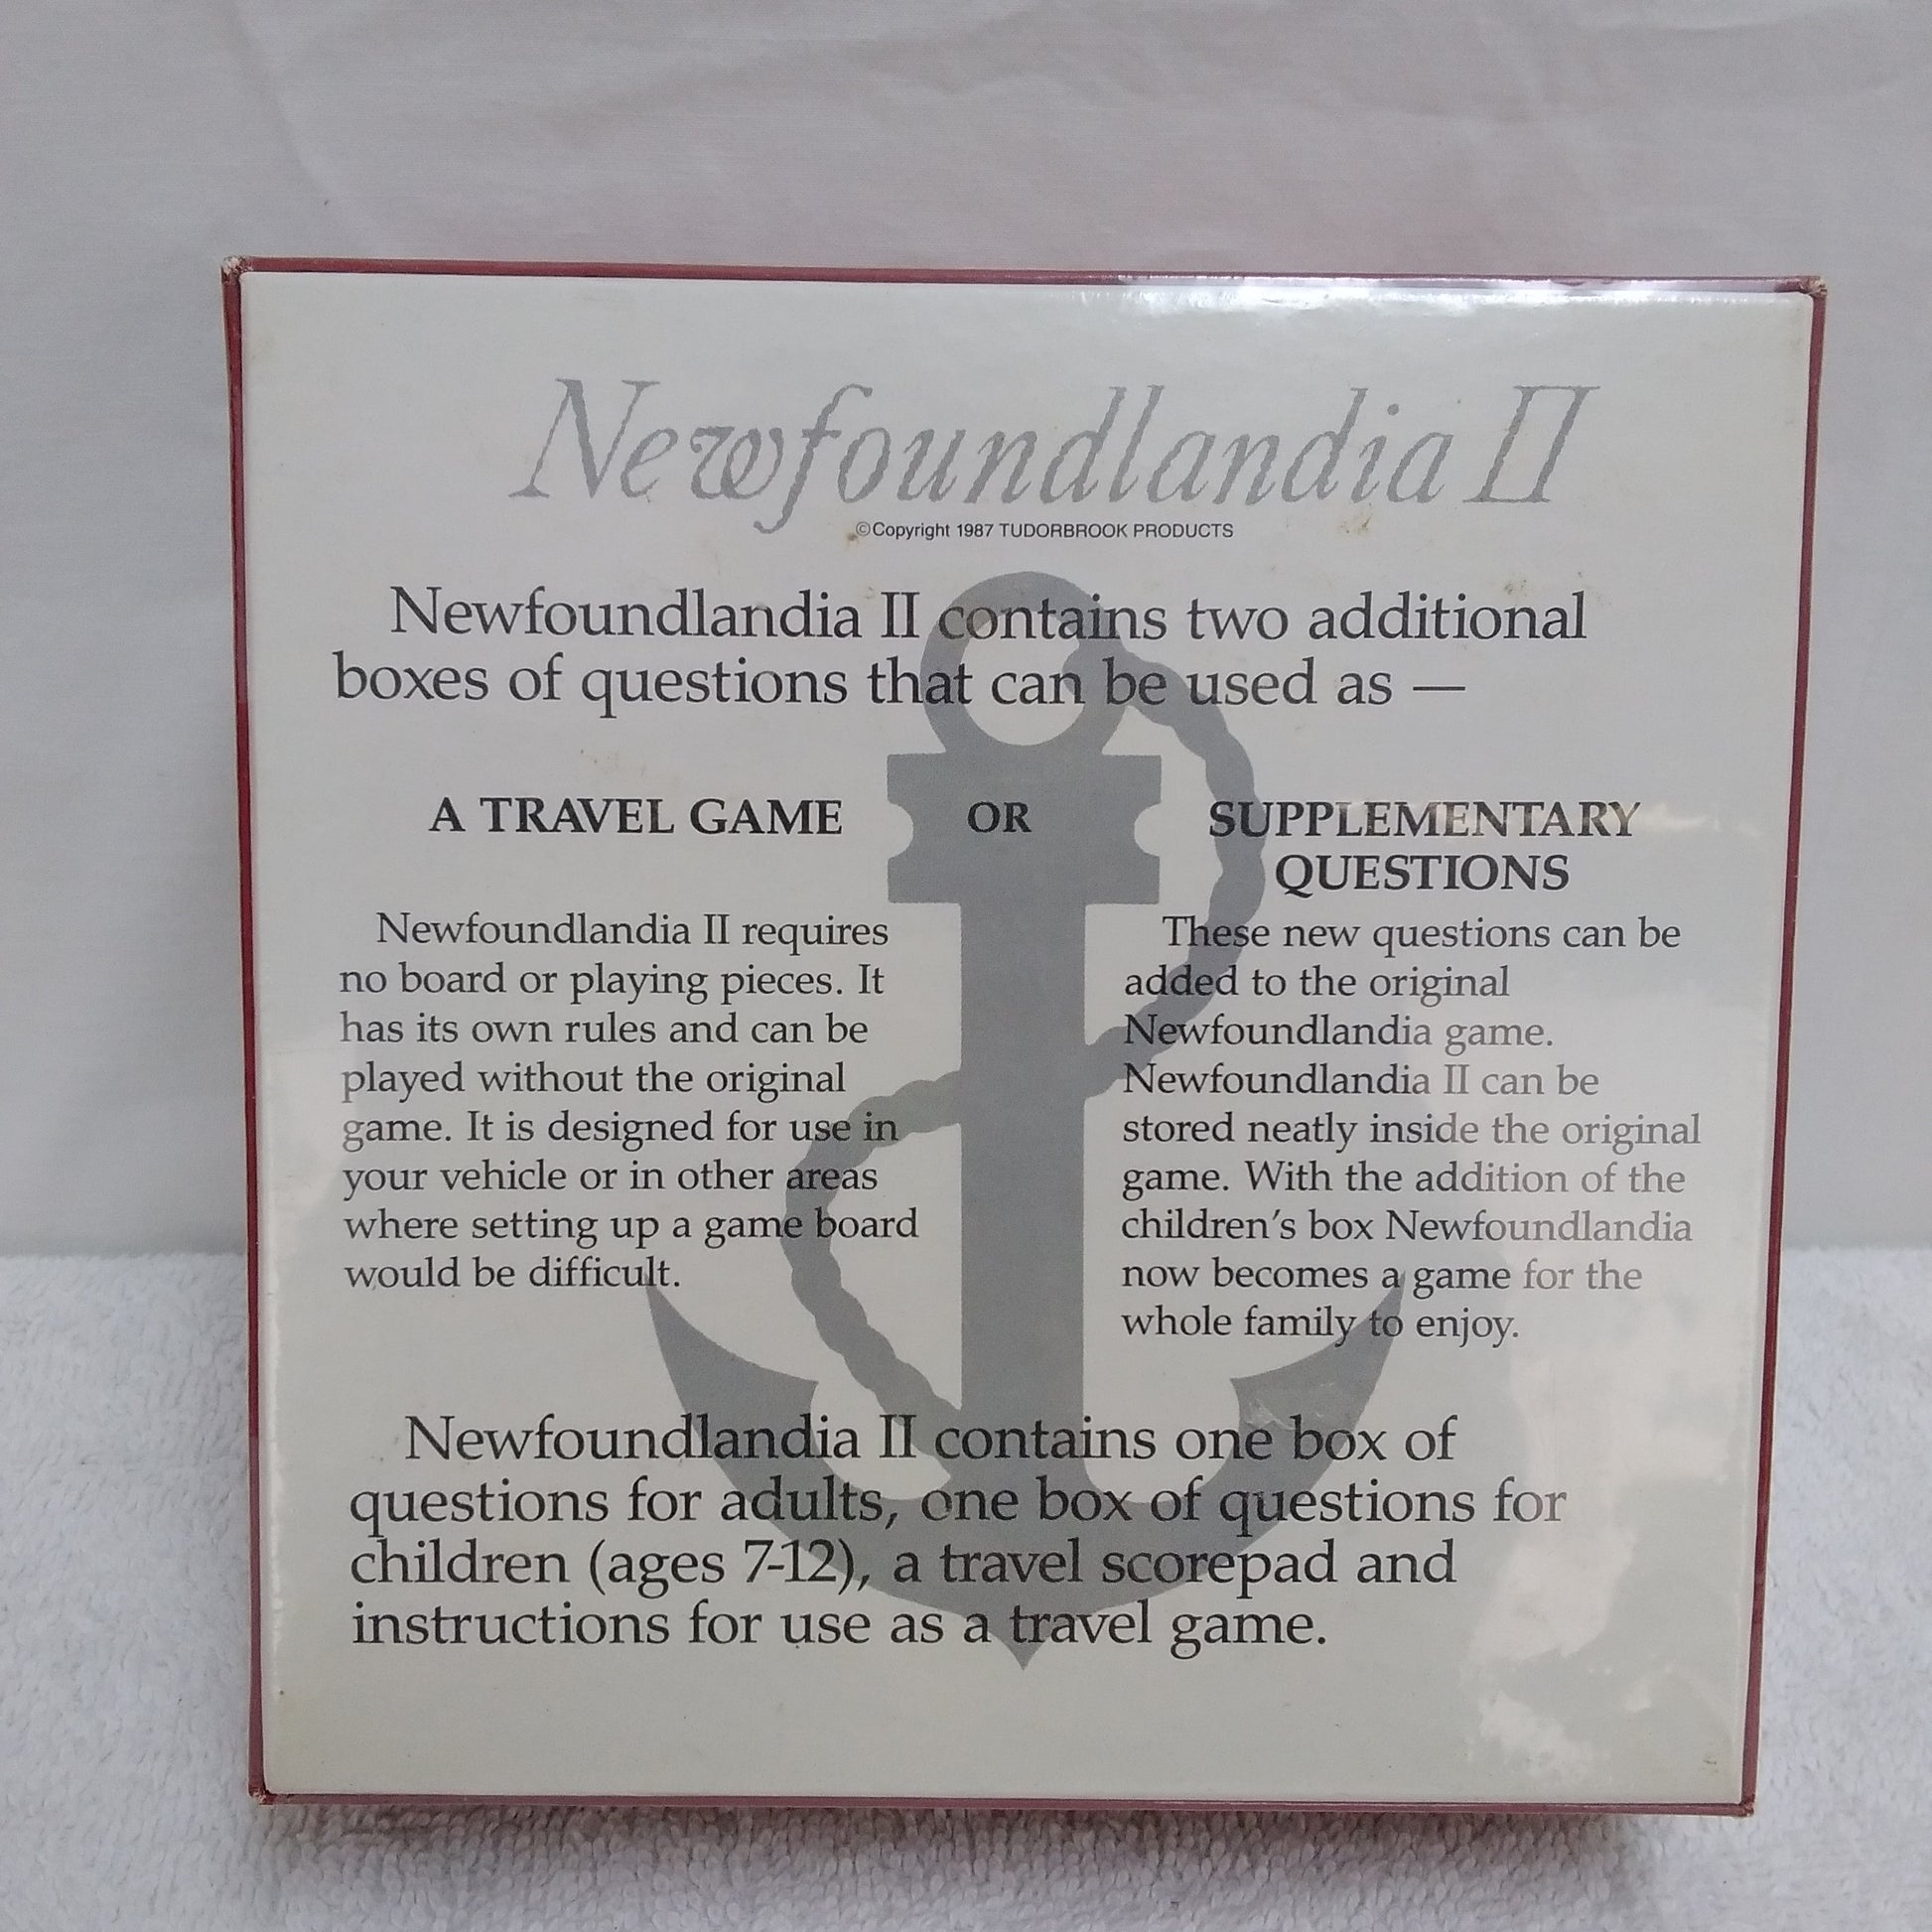 Newfoundlandia II
©Copyright 1987 TUDORBROOK PRODUCTS
Newfoundlandia II contains two additional
boxes of questions that can be used as —
A TRAVEL GAME
OR
SUPPLEMENTARY
QUESTIONS
Newfoundlandia II requires
no board or playing pieces. It
has its own rules and can be
played without the original
game. It is designed for use in
your vehicle or in other areas
where setting up a game board
would be difficult.
These new questions can be
added to the original
Newfoundlandia game.
Newfoundlandia II can be
stored neatly inside the original
game. With the addition of the
children's box Newfoundlandia
now becomes a game for the
whole family to enjoy.
Newfoundlandia II contains one box of
questions for adults, one box of questions for
children (ages 7-12), a travel scorepad and
instructions for use as a travel game.